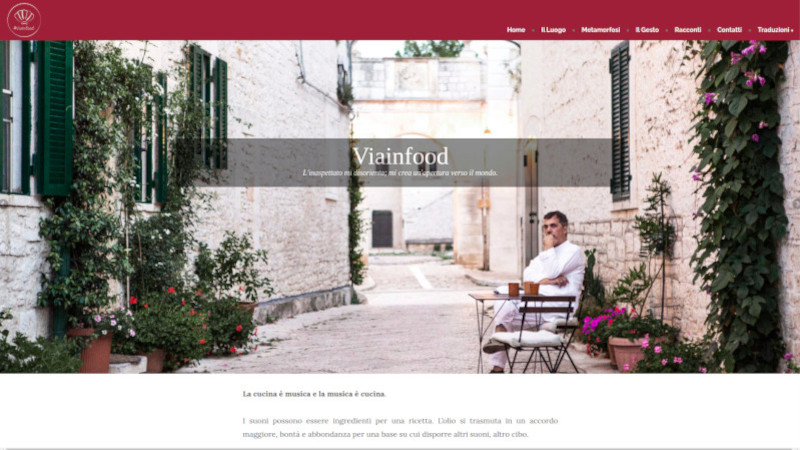 Viainfood
Home Il Luogo Metamorfosi Il Gesto Racconti Contatti Traduzioni
Viainfood
L'inaspettato mi disorienta; mi crea un'apertura verso il mondo.
La cucina è musica e la musica è cucina.
I suoni possono essere ingredienti per una ricetta. L'olio si trasmuta in un accordo
maggiore; bontà e abbondanza per una base su cui disporre altri suoni, altro cibo.